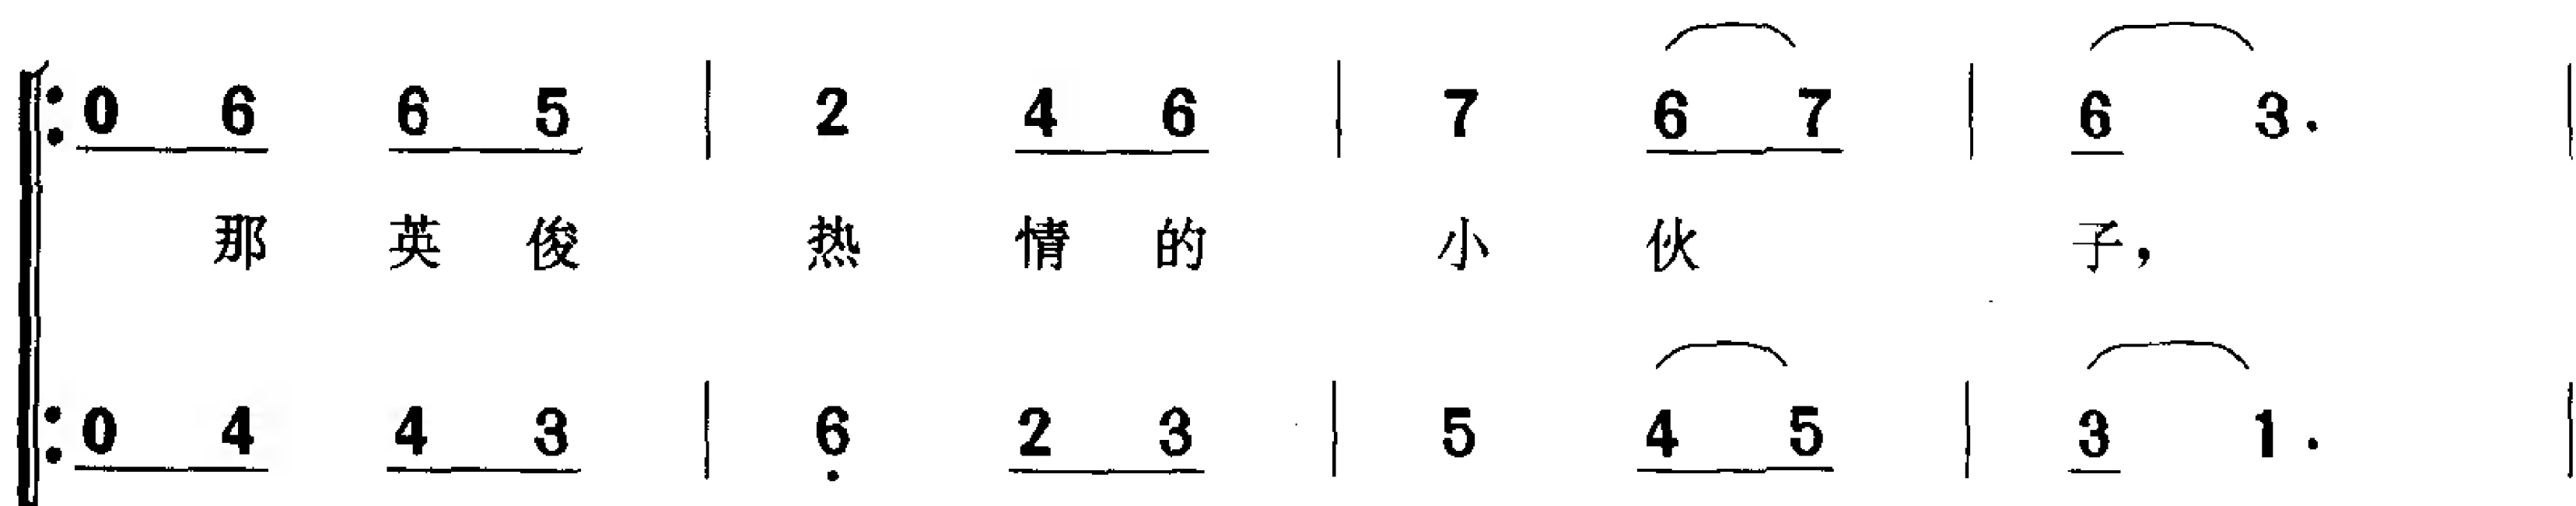 0 6 6 5 | 2 4 6 | 7 6 7 | 6 3. |
那 英 俊 热 情 的 小 伙 子，
0 4 4 3 | 6 2 3 | 5 4 5 | 3 1. |